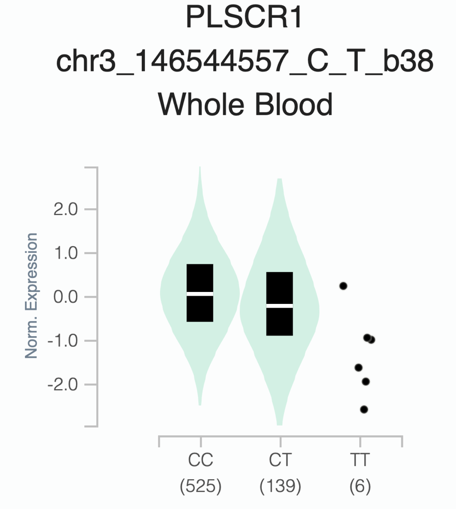 PLSCR1
chr3_146544557_C_T_b38
Whole Blood
Norm. Expression
2.0
1.0
0.0
-1.0
-2.0
CC CT TT
(525) (139) (6)